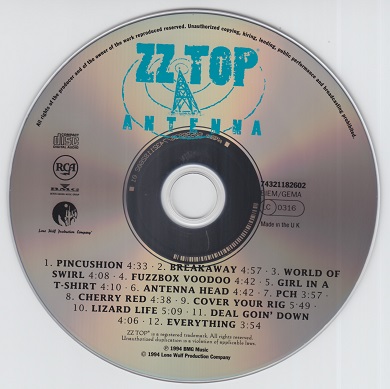 All rights of the producer and of the owner of the work reproduced reserved. Unauthorized copying, hiring, lending, public performance and broadcasting prohibited.
ZZ TOP
ANTENNA
COMPACT
disc
DIGITAL AUDIO
RCA
BMG
74321182602
BIEM/GEMA
LC 0316
Made in the U K
Lone Wolf Production Company
1. PINCUSHION 4:33 · 2. BREAKAWAY 4:57 · 3. WORLD OF
SWIRL 4:08 · 4. FUZZBOX VOODOO 4:42 · 5. GIRL IN A
T-SHIRT 4:10 · 6. ANTENNA HEAD 4:42 · 7. PCH 3:57 ·
8. CHERRY RED 4:38 · 9. COVER YOUR RIG 5:49 ·
10. LIZARD LIFE 5:09 · 11. DEAL GOIN' DOWN
4:06 · 12. EVERYTHING 3:54
ZZ TOP® is a registered trademark. All rights reserved.
Unauthorized duplication is a violation of applicable laws.
℗ 1994 BMG Music
© 1994 Lone Wolf Production Company